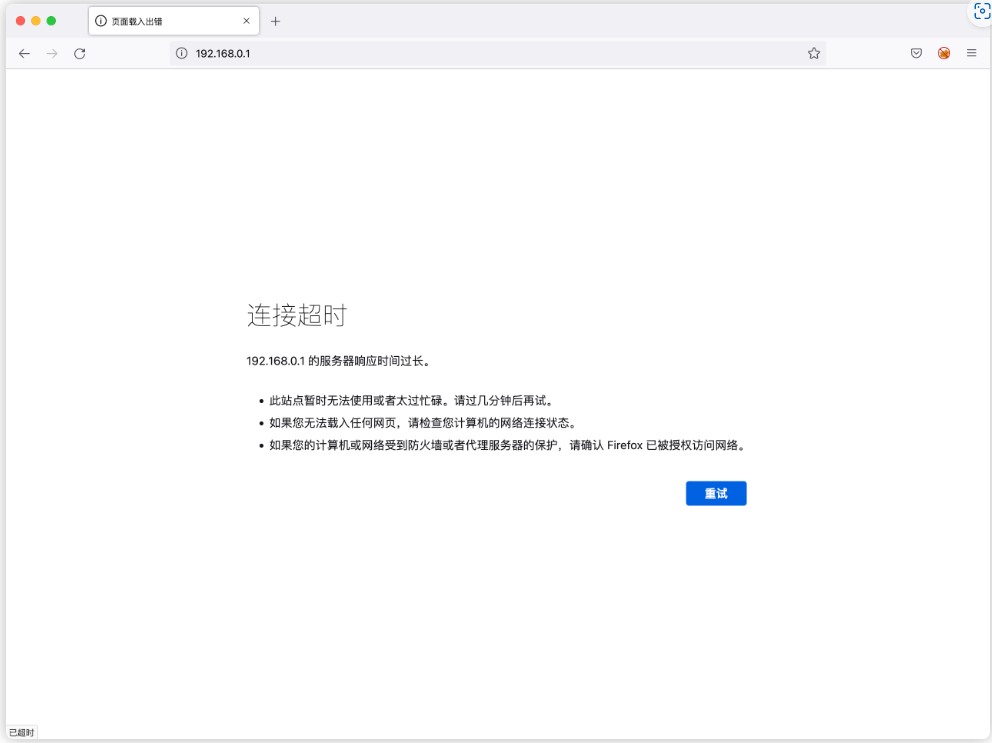 页面载入出错
192.168.0.1
连接超时
192.168.0.1 的服务器响应时间过长。
此站点暂时无法使用或者太过忙碌。请过几分钟后再试。
如果您无法载入任何网页，请检查您计算机的网络连接状态。
如果您的计算机或网络受到防火墙或者代理服务器的保护，请确认 Firefox 已被授权访问网络。
重试
已超时